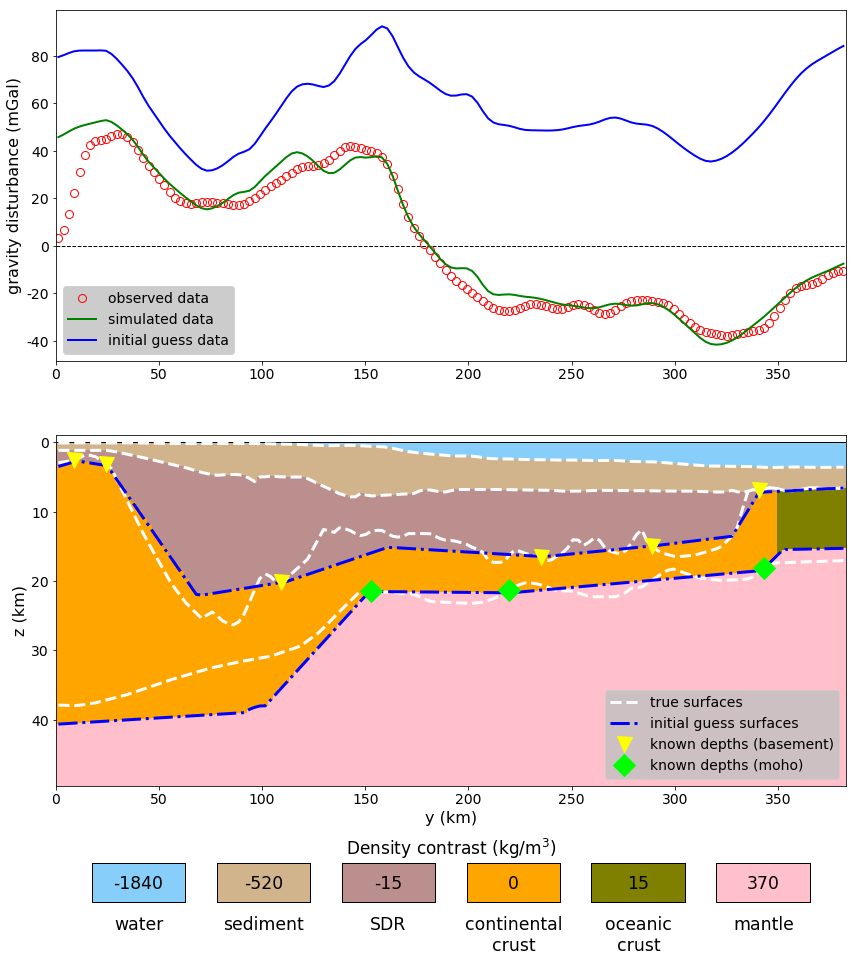 gravity disturbance (mGal)
80
60
40
20
0
-20
-40
observed data
simulated data
initial guess data
0 50 100 150 200 250 300 350
z (km)
0
10
20
30
40
true surfaces
initial guess surfaces
known depths (basement)
known depths (moho)
0 50 100 150 200 250 300 350
y (km)
Density contrast (kg/m³)
-1840 -520 -15 0 15 370
water sediment SDR continental oceanic mantle
crust crust